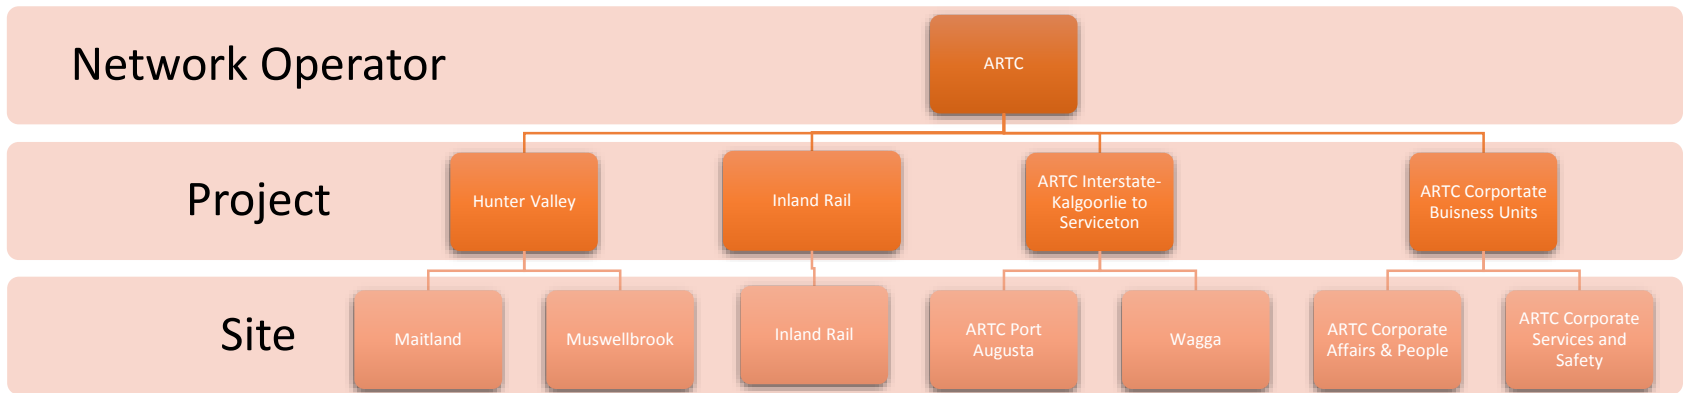 Network Operator
ARTC
Project
Hunter Valley
Inland Rail
ARTC Interstate-
Kalgoorlie to
Serviceton
ARTC Corportate
Buisness Units
Site
Maitland
Muswellbrook
Inland Rail
ARTC Port
Augusta
Wagga
ARTC Corporate
Affairs & People
ARTC Corporate
Services and
Safety